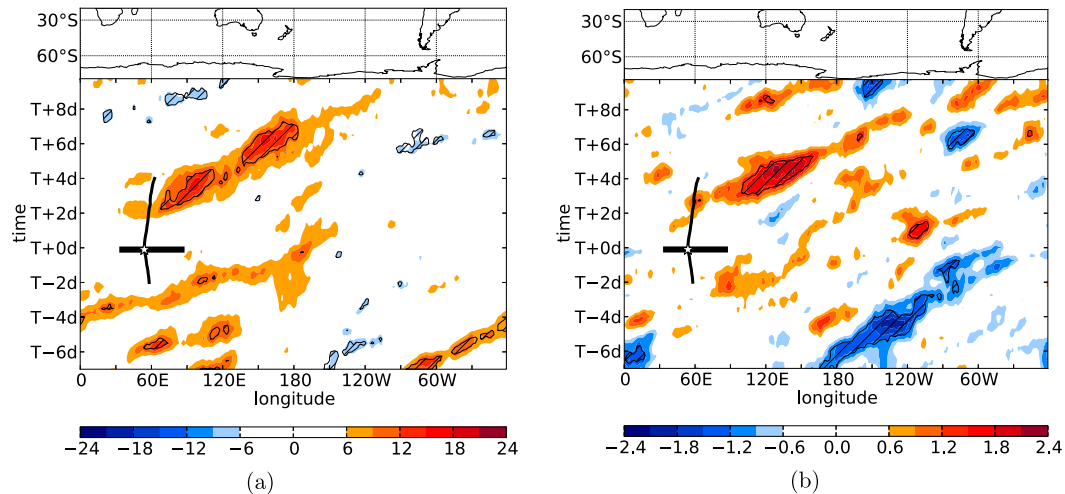 30°S
60°S
T+8d
T+6d
T+4d
T+2d
T+0d
T−2d
T−4d
T−6d
time
0 60E 120E 180 120W 60W
longitude
−24 −18 −12 −6 0 6 12 18 24
(a)
30°S
60°S
T+8d
T+6d
T+4d
T+2d
T+0d
T−2d
T−4d
T−6d
time
0 60E 120E 180 120W 60W
longitude
−2.4 −1.8 −1.2 −0.6 0.0 0.6 1.2 1.8 2.4
(b)